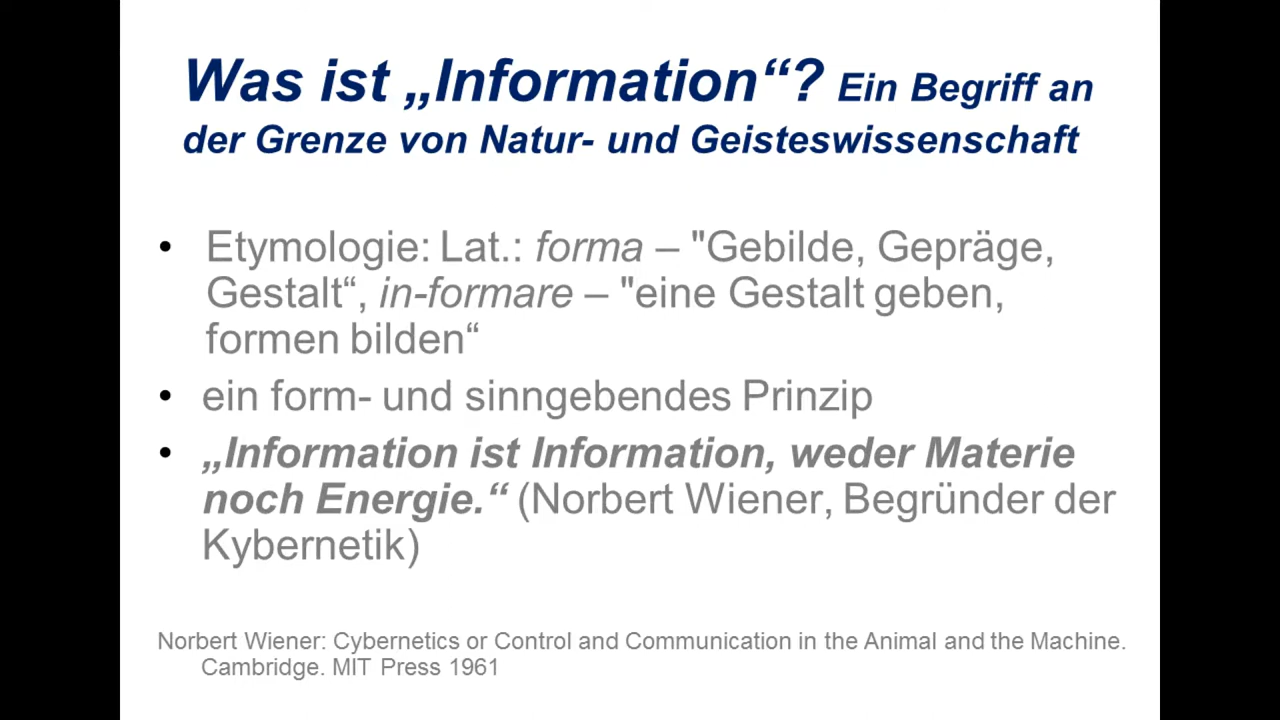 Was ist „Information“? Ein Begriff an
der Grenze von Natur- und Geisteswissenschaft
• Etymologie: Lat.: forma – "Gebilde, Gepräge,
Gestalt“, in-formare – "eine Gestalt geben,
formen bilden“
• ein form- und sinngebendes Prinzip
• „Information ist Information, weder Materie
noch Energie.“ (Norbert Wiener, Begründer der
Kybernetik)
Norbert Wiener: Cybernetics or Control and Communication in the Animal and the Machine.
Cambridge. MIT Press 1961